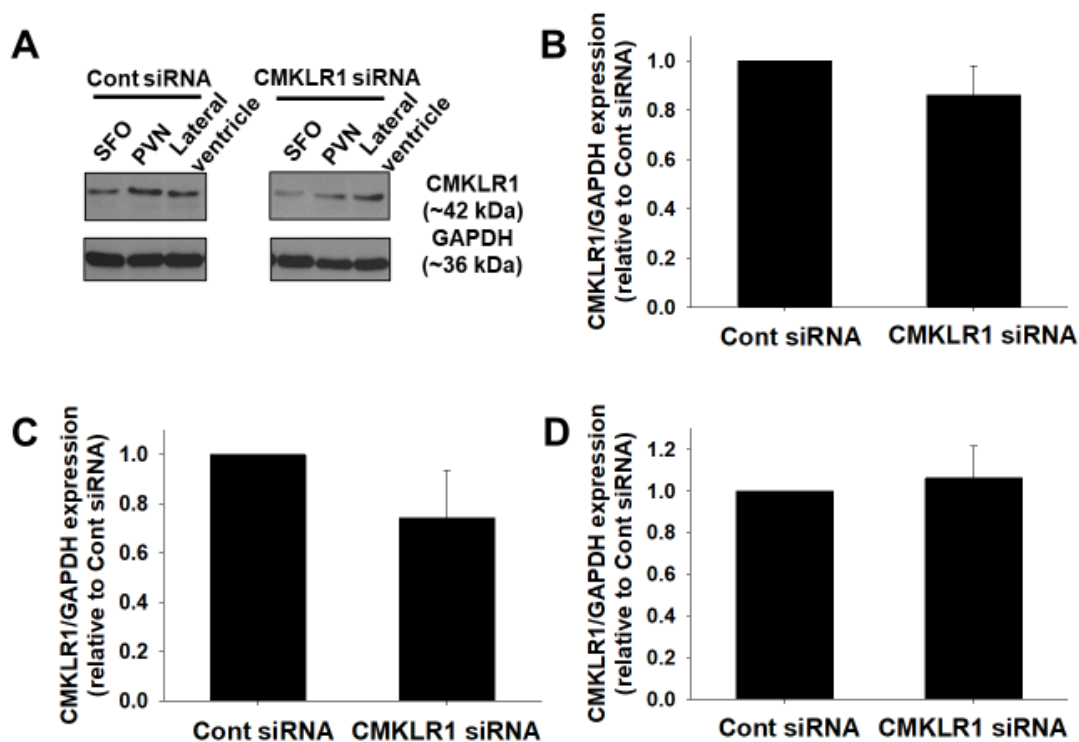 A
Cont siRNA
CMKLR1 siRNA
SFO
PVN
Lateral
ventricle
SFO
PVN
Lateral
ventricle
CMKLR1
(~42 kDa)
GAPDH
(~36 kDa)
B
CMKLR1/GAPDH expression
(relative to Cont siRNA)
1.0
0.8
0.6
0.4
0.2
0.0
Cont siRNA
CMKLR1 siRNA
C
CMKLR1/GAPDH expression
(relative to Cont siRNA)
1.0
0.8
0.6
0.4
0.2
0.0
Cont siRNA
CMKLR1 siRNA
D
CMKLR1/GAPDH expression
(relative to Cont siRNA)
1.2
1.0
0.8
0.6
0.4
0.2
0.0
Cont siRNA
CMKLR1 siRNA